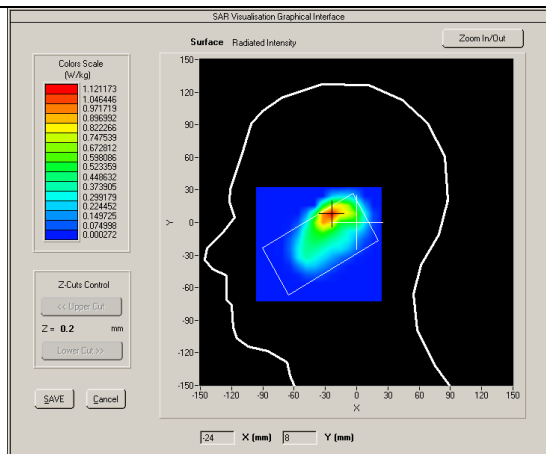 SAR Visualisation Graphical Interface
Surface Radiated Intensity
Zoom In/Out
Colors Scale
(W/kg)
1.121173
1.046446
0.971719
0.896992
0.822266
0.747539
0.672812
0.598086
0.523359
0.448632
0.373905
0.299179
0.224452
0.149725
0.074998
0.000272
Z-Cuts Control
<< Upper Cut
Z = 0.2 mm
Lower Cut >>
SAVE Cancel
150
120
90
60
30
0
-30
-60
-90
-120
-150
Y
-150 -120 -90 -60 -30 0 30 60 90 120 150
X
-24 X (mm) 8 Y (mm)